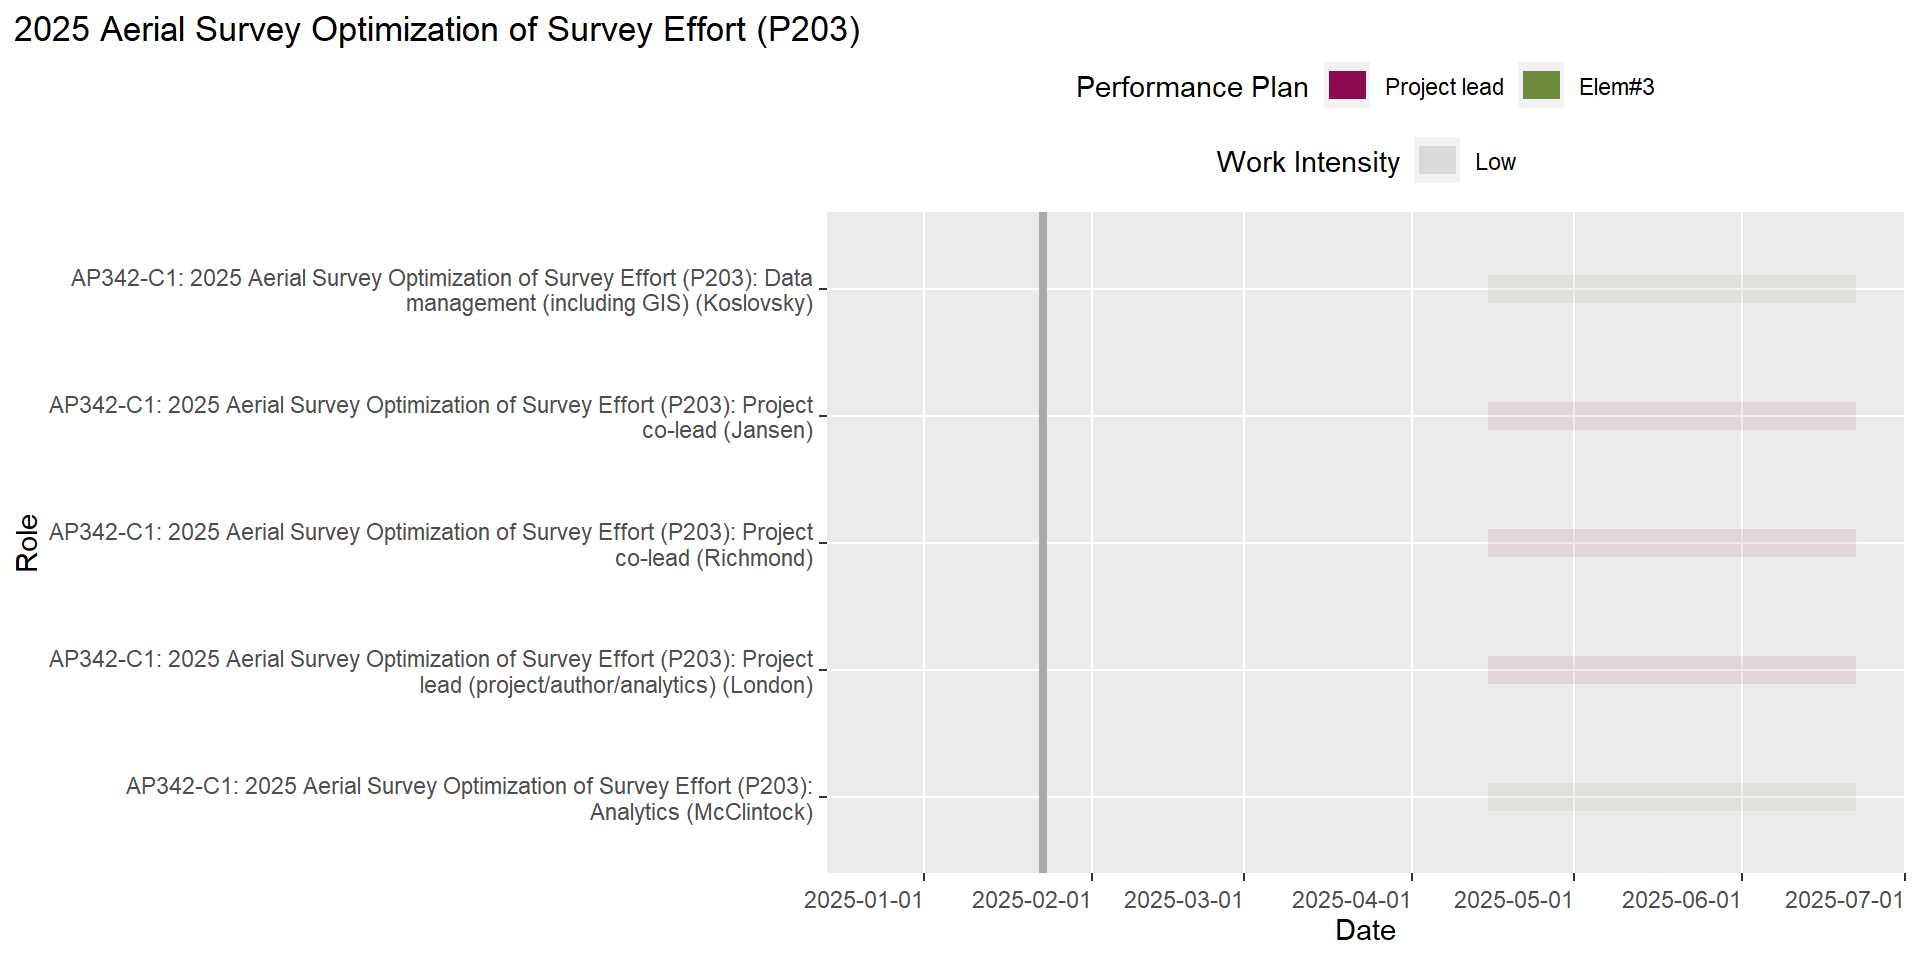 2025 Aerial Survey Optimization of Survey Effort (P203)
Performance Plan Project lead Elem#3
Work Intensity Low
AP342-C1: 2025 Aerial Survey Optimization of Survey Effort (P203): Data
management (including GIS) (Koslovsky)
AP342-C1: 2025 Aerial Survey Optimization of Survey Effort (P203): Project
co-lead (Jansen)
Role
AP342-C1: 2025 Aerial Survey Optimization of Survey Effort (P203): Project
co-lead (Richmond)
AP342-C1: 2025 Aerial Survey Optimization of Survey Effort (P203): Project
lead (project/author/analytics) (London)
AP342-C1: 2025 Aerial Survey Optimization of Survey Effort (P203):
Analytics (McClintock)
2025-01-01 2025-02-01 2025-03-01 2025-04-01 2025-05-01 2025-06-01 2025-07-01
Date